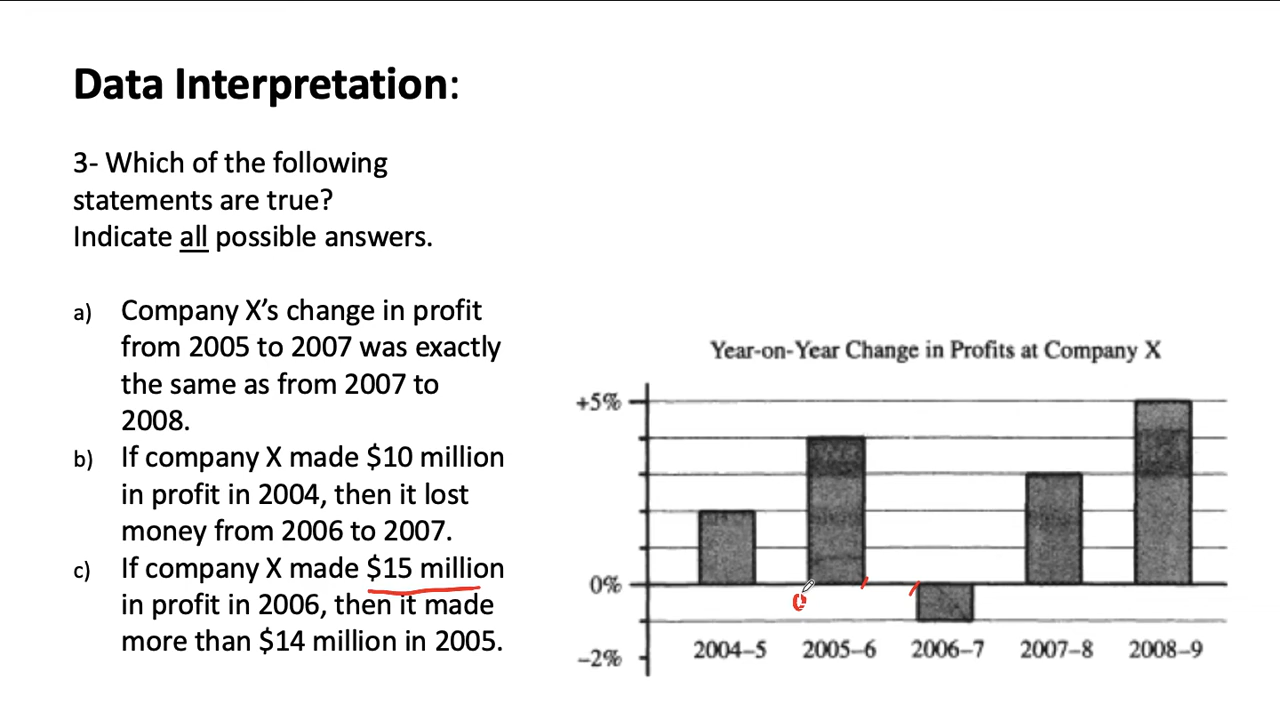 Data Interpretation:
3- Which of the following
statements are true?
Indicate all possible answers.
a) Company X’s change in profit
from 2005 to 2007 was exactly
the same as from 2007 to
2008.
b) If company X made $10 million
in profit in 2004, then it lost
money from 2006 to 2007.
c) If company X made $15 million
in profit in 2006, then it made
more than $14 million in 2005.
Year-on-Year Change in Profits at Company X
+5%
0%
-2%
2004–5 2005–6 2006–7 2007–8 2008–9